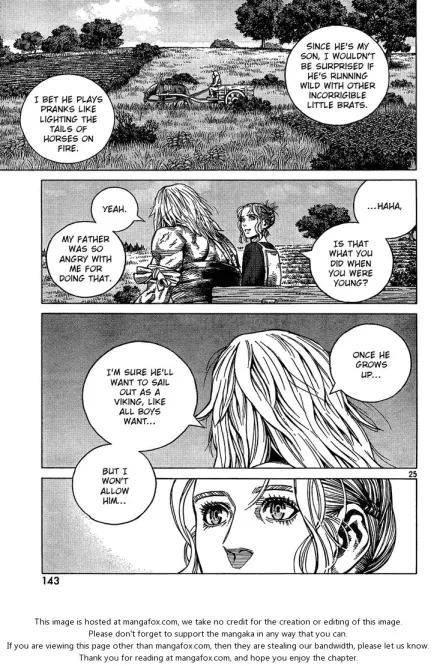 SINCE HE'S MY
SON, I WOULDN'T
BE SURPRISED IF
HE'S RUNNING
WILD WITH OTHER
INCORRIGIBLE
LITTLE BRATS.
I BET HE PLAYS
PRANKS LIKE
LIGHTING THE
TAILS OF
HORSES ON
FIRE.
...HAHA,
IS THAT
WHAT YOU
DID WHEN
YOU WERE
YOUNG?
YEAH.
MY FATHER
WAS SO
ANGRY WITH
ME FOR
DOING THAT.
ONCE HE
GROWS
UP...
I'M SURE HE'LL
WANT TO SAIL
OUT AS A
VIKING, LIKE
ALL BOYS
WANT...
25
BUT I
WON'T
ALLOW
HIM...
143
This image is hosted at mangafox.com, we take no credit for the creation or editing of this image.
Please don't forget to support the mangaka in any way that you can.
If you are viewing this page other than mangafox.com, then they are stealing our bandwidth, please let us know.
Thank you for reading at mangafox.com, and hope you enjoy the chapter.